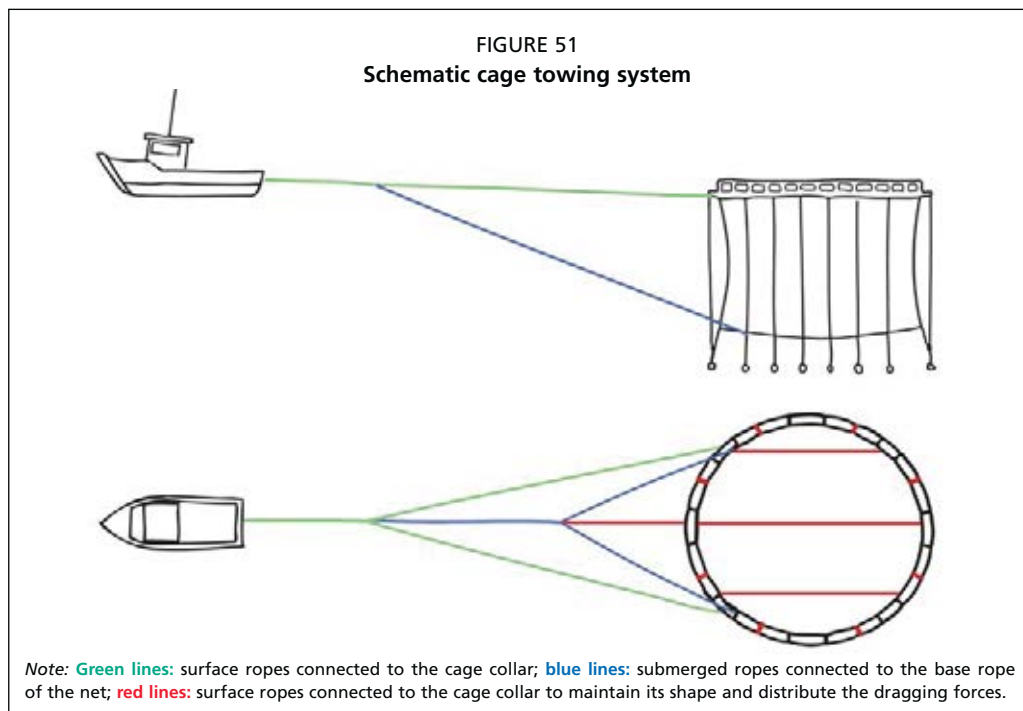 FIGURE 51
Schematic cage towing system
Note: Green lines: surface ropes connected to the cage collar; blue lines: submerged ropes connected to the base rope
of the net; red lines: surface ropes connected to the cage collar to maintain its shape and distribute the dragging forces.